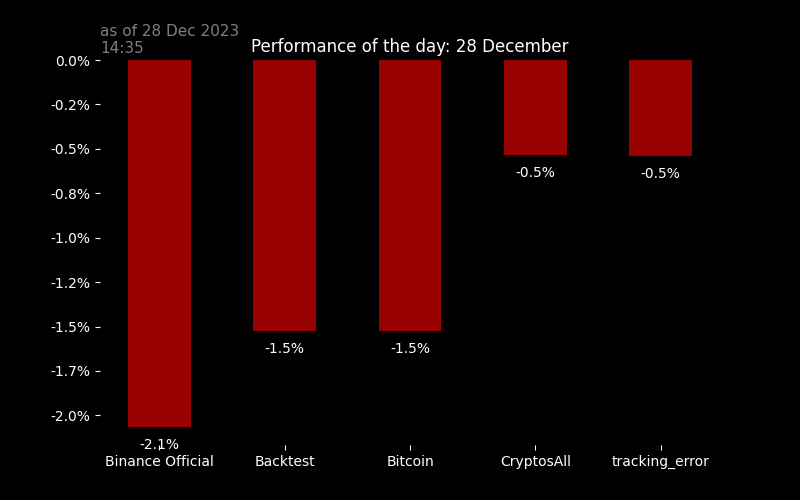 as of 28 Dec 2023
14:35
Performance of the day: 28 December
0.0%
-0.2%
-0.5%
-0.8%
-1.0%
-1.2%
-1.5%
-1.7%
-2.0%
-2.1%
-1.5%
-1.5%
-0.5%
-0.5%
Binance Official
Backtest
Bitcoin
CryptosAll
tracking_error